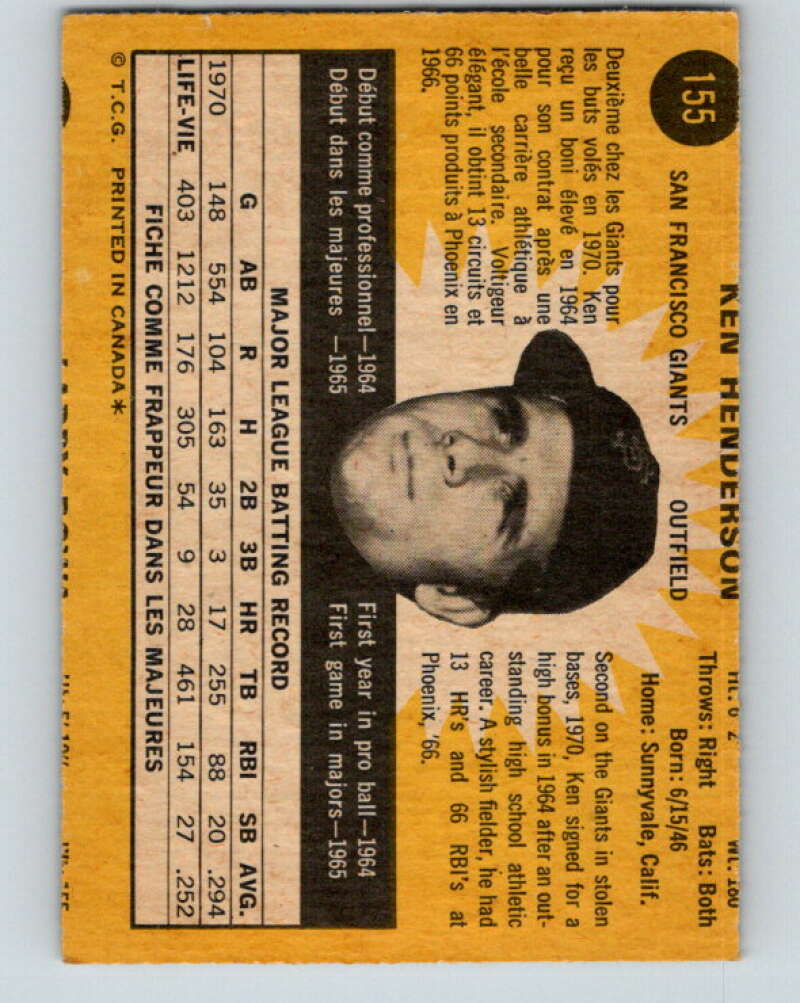 155
KEN HENDERSON
SAN FRANCISCO GIANTS OUTFIELD
Ht. 6' 2" Wt. 180
Throws: Right Bats: Both
Born: 6/15/46
Home: Sunnyvale, Calif.
Deuxième chez les Giants pour
les buts volés en 1970. Ken
reçu un boni élevé en 1964
pour son contrat après une
belle carrière athlétique à
l'école secondaire. Voltigeur
élégant, il obtint 13 circuits et
66 points produits à Phoenix en
1966.
Second on the Giants in stolen
bases, 1970, Ken signed for a
high bonus in 1964 after an out-
standing high school athletic
career. A stylish fielder, he had
13 HR's and 66 RBI's at
Phoenix, '66.
Début comme professionnel—1964
Début dans les majeures —1965
First year in pro ball—1964
First game in majors—1965
MAJOR LEAGUE BATTING RECORD
G AB R H 2B 3B HR TB RBI SB AVG.
1970 148 554 104 163 35 3 17 255 88 20 .294
LIFE-VIE 403 1212 176 305 54 9 28 461 154 27 .252
FICHE COMME FRAPPEUR DANS LES MAJEURES
© T.C.G. PRINTED IN CANADA*